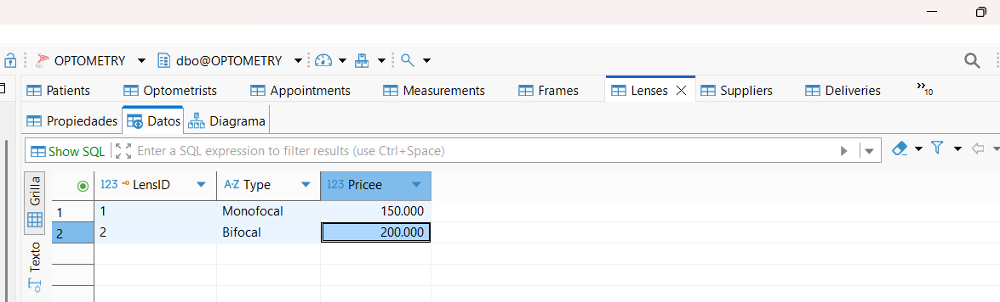 OPTOMETRY dbo@OPTOMETRY
Patients Optometrists Appointments Measurements Frames Lenses Suppliers Deliveries »10
Propiedades Datos Diagrama
Show SQL Enter a SQL expression to filter results (use Ctrl+Space)
Grilla
Texto
123 LensID A-Z Type 123 Pricee
1 1 Monofocal 150.000
2 2 Bifocal 200.000